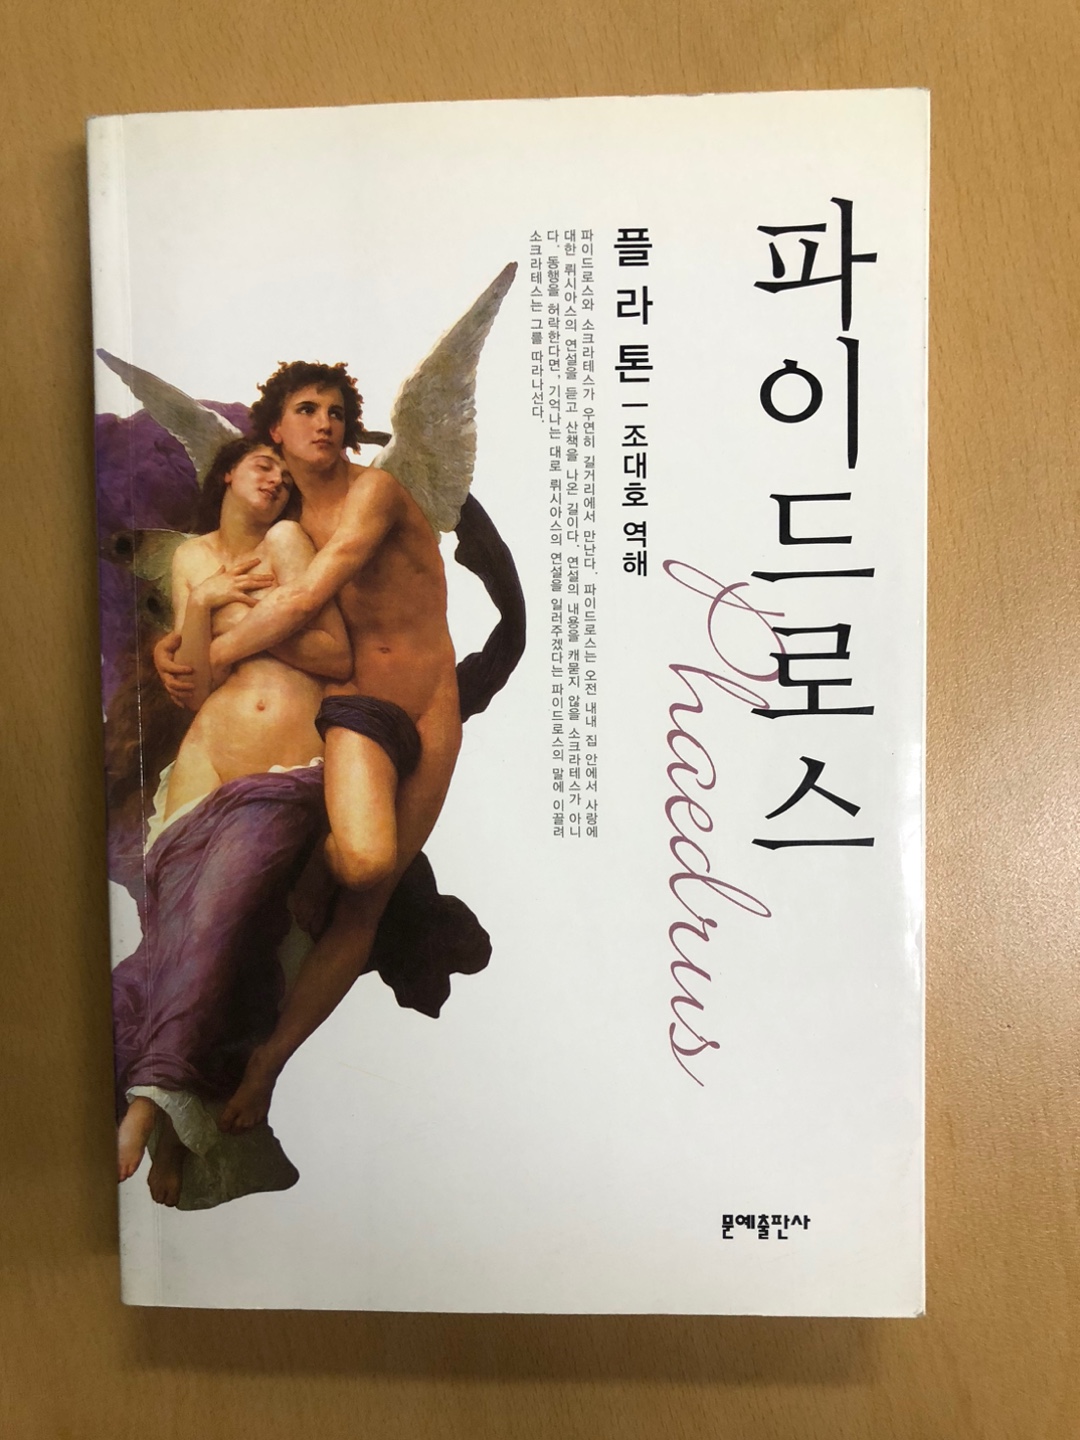 파이드로스
Phaedrus
플라톤 ─ 조대호 역해
파이드로스와 소크라테스가 우연히 길거리에서 만난다. 파이드로스는 오전 내내 집 안에서 사랑에
대한 뤼시아스의 연설을 듣고 산책을 나온 길이다. 연설의 내용을 캐묻지 않을 소크라테스가 아니
다. 동행을 허락한다면, 기억나는 대로 뤼시아스의 연설을 일러주겠다는 파이드로스의 말에 이끌려
소크라테스는 그를 따라나선다.
문예출판사